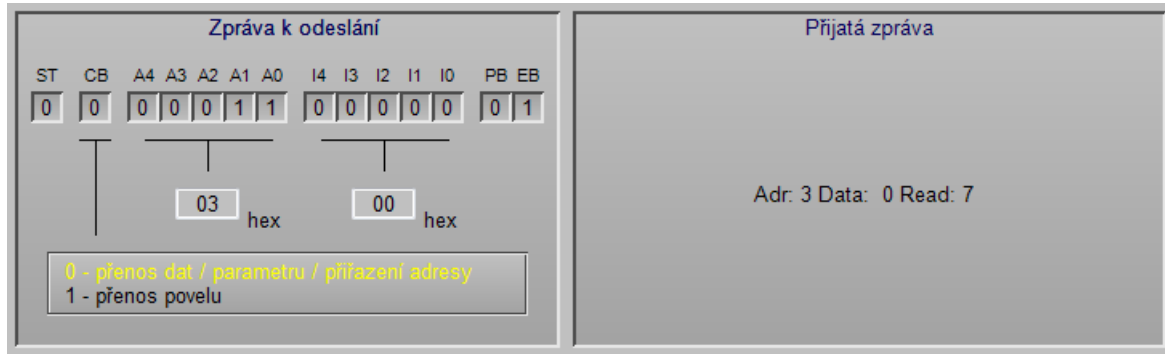 Zpráva k odeslání
ST CB A4 A3 A2 A1 A0 I4 I3 I2 I1 I0 PB EB
0 0 0 0 0 1 1 0 0 0 0 0 0 1
03 hex 00 hex
0 - přenos dat / parametru / přiřazení adresy
1 - přenos povelu
Přijatá zpráva
Adr: 3 Data: 0 Read: 7